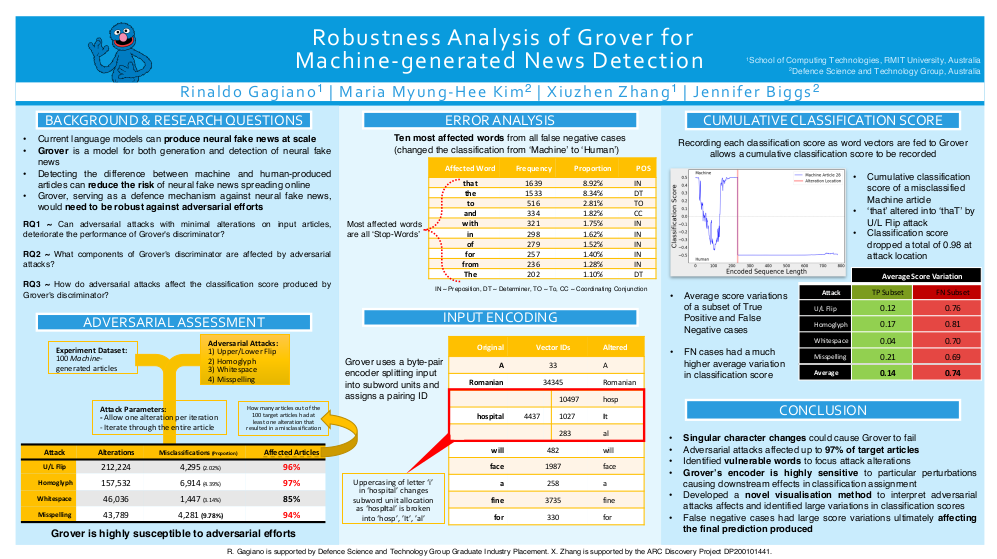 Robustness Analysis of Grover for
Machine-generated News Detection
¹School of Computing Technologies, RMIT University, Australia
²Defence Science and Technology Group, Australia
Rinaldo Gagiano¹ | Maria Myung-Hee Kim² | Xiuzhen Zhang¹ | Jennifer Biggs²
BACKGROUND & RESEARCH QUESTIONS
• Current language models can produce neural fake news at scale
• Grover is a model for both generation and detection of neural fake
news
• Detecting the difference between machine and human-produced
articles can reduce the risk of neural fake news spreading online
• Grover, serving as a defence mechanism against neural fake news,
would need to be robust against adversarial efforts
RQ1 ~ Can adversarial attacks with minimal alterations on input articles,
deteriorate the performance of Grover's discriminator?
RQ2 ~ What components of Grover's discriminator are affected by adversarial
attacks?
RQ3 ~ How do adversarial attacks affect the classification score produced by
Grover's discriminator?
ADVERSARIAL ASSESSMENT
Experiment Dataset:
100 Machine-
generated articles
Adversarial Attacks:
1) Upper/Lower Flip
2) Homoglyph
3) Whitespace
4) Misspelling
Attack Parameters:
- Allow one alteration per iteration
- Iterate through the entire article
How many articles out of the
100 target articles had at
least one alteration that
resulted in a misclassification
Attack Alterations Misclassifications (Proportion) Affected Articles
U/L Flip 212,224 4,295 (2.02%) 96%
Homoglyph 157,532 6,914 (4.39%) 97%
Whitespace 46,036 1,447 (3.14%) 85%
Misspelling 43,789 4,281 (9.78%) 94%
Grover is highly susceptible to adversarial efforts
ERROR ANALYSIS
Ten most affected words from all false negative cases
(changed the classification from 'Machine' to 'Human')
Affected Word Frequency Proportion POS
that 1639 8.92% IN
the 1533 8.34% DT
to 516 2.81% TO
and 334 1.82% CC
with 321 1.75% IN
in 298 1.62% IN
of 279 1.52% IN
for 257 1.40% IN
from 236 1.28% IN
The 202 1.10% DT
Most affected words
are all 'Stop-Words'
IN – Preposition, DT – Determiner, TO – To, CC – Coordinating Conjunction
INPUT ENCODING
Grover uses a byte-pair
encoder splitting input
into subword units and
assigns a pairing ID
Original Vector IDs Altered
A 33 A
Romanian 34345 Romanian
10497 hosp
hospital 4437 1027 It
283 al
will 482 will
face 1987 face
a 258 a
fine 3735 fine
for 330 for
Uppercasing of letter 'i'
in 'hospital' changes
subword unit allocation
as 'hospItal' is broken
into 'hosp', 'It', 'al'
CUMULATIVE CLASSIFICATION SCORE
Recording each classification score as word vectors are fed to Grover
allows a cumulative classification score to be recorded
Classification Score
Machine
Human
Machine Article 28
Alteration Location
0.5
0.4
0.3
0.2
0.1
0.0
−0.1
−0.2
−0.3
−0.4
−0.5
0 100 200 300 400 500 600 700 800
Encoded Sequence Length
• Cumulative classification
score of a misclassified
Machine article
• 'that' altered into 'thaT' by
U/L Flip attack
• Classification score
dropped a total of 0.98 at
attack location
• Average score variations
of a subset of True
Positive and False
Negative cases
• FN cases had a much
higher average variation
in classification score
Average Score Variation
Attack TP Subset FN Subset
U/L Flip 0.12 0.76
Homoglyph 0.17 0.81
Whitespace 0.04 0.70
Misspelling 0.21 0.69
Average 0.14 0.74
CONCLUSION
• Singular character changes could cause Grover to fail
• Adversarial attacks affected up to 97% of target articles
• Identified vulnerable words to focus attack alterations
• Grover's encoder is highly sensitive to particular perturbations
causing downstream effects in classification assignment
• Developed a novel visualisation method to interpret adversarial
attacks affects and identified large variations in classification scores
• False negative cases had large score variations ultimately affecting
the final prediction produced
R. Gagiano is supported by Defence Science and Technology Group Graduate Industry Placement. X. Zhang is supported by the ARC Discovery Project DP200101441.